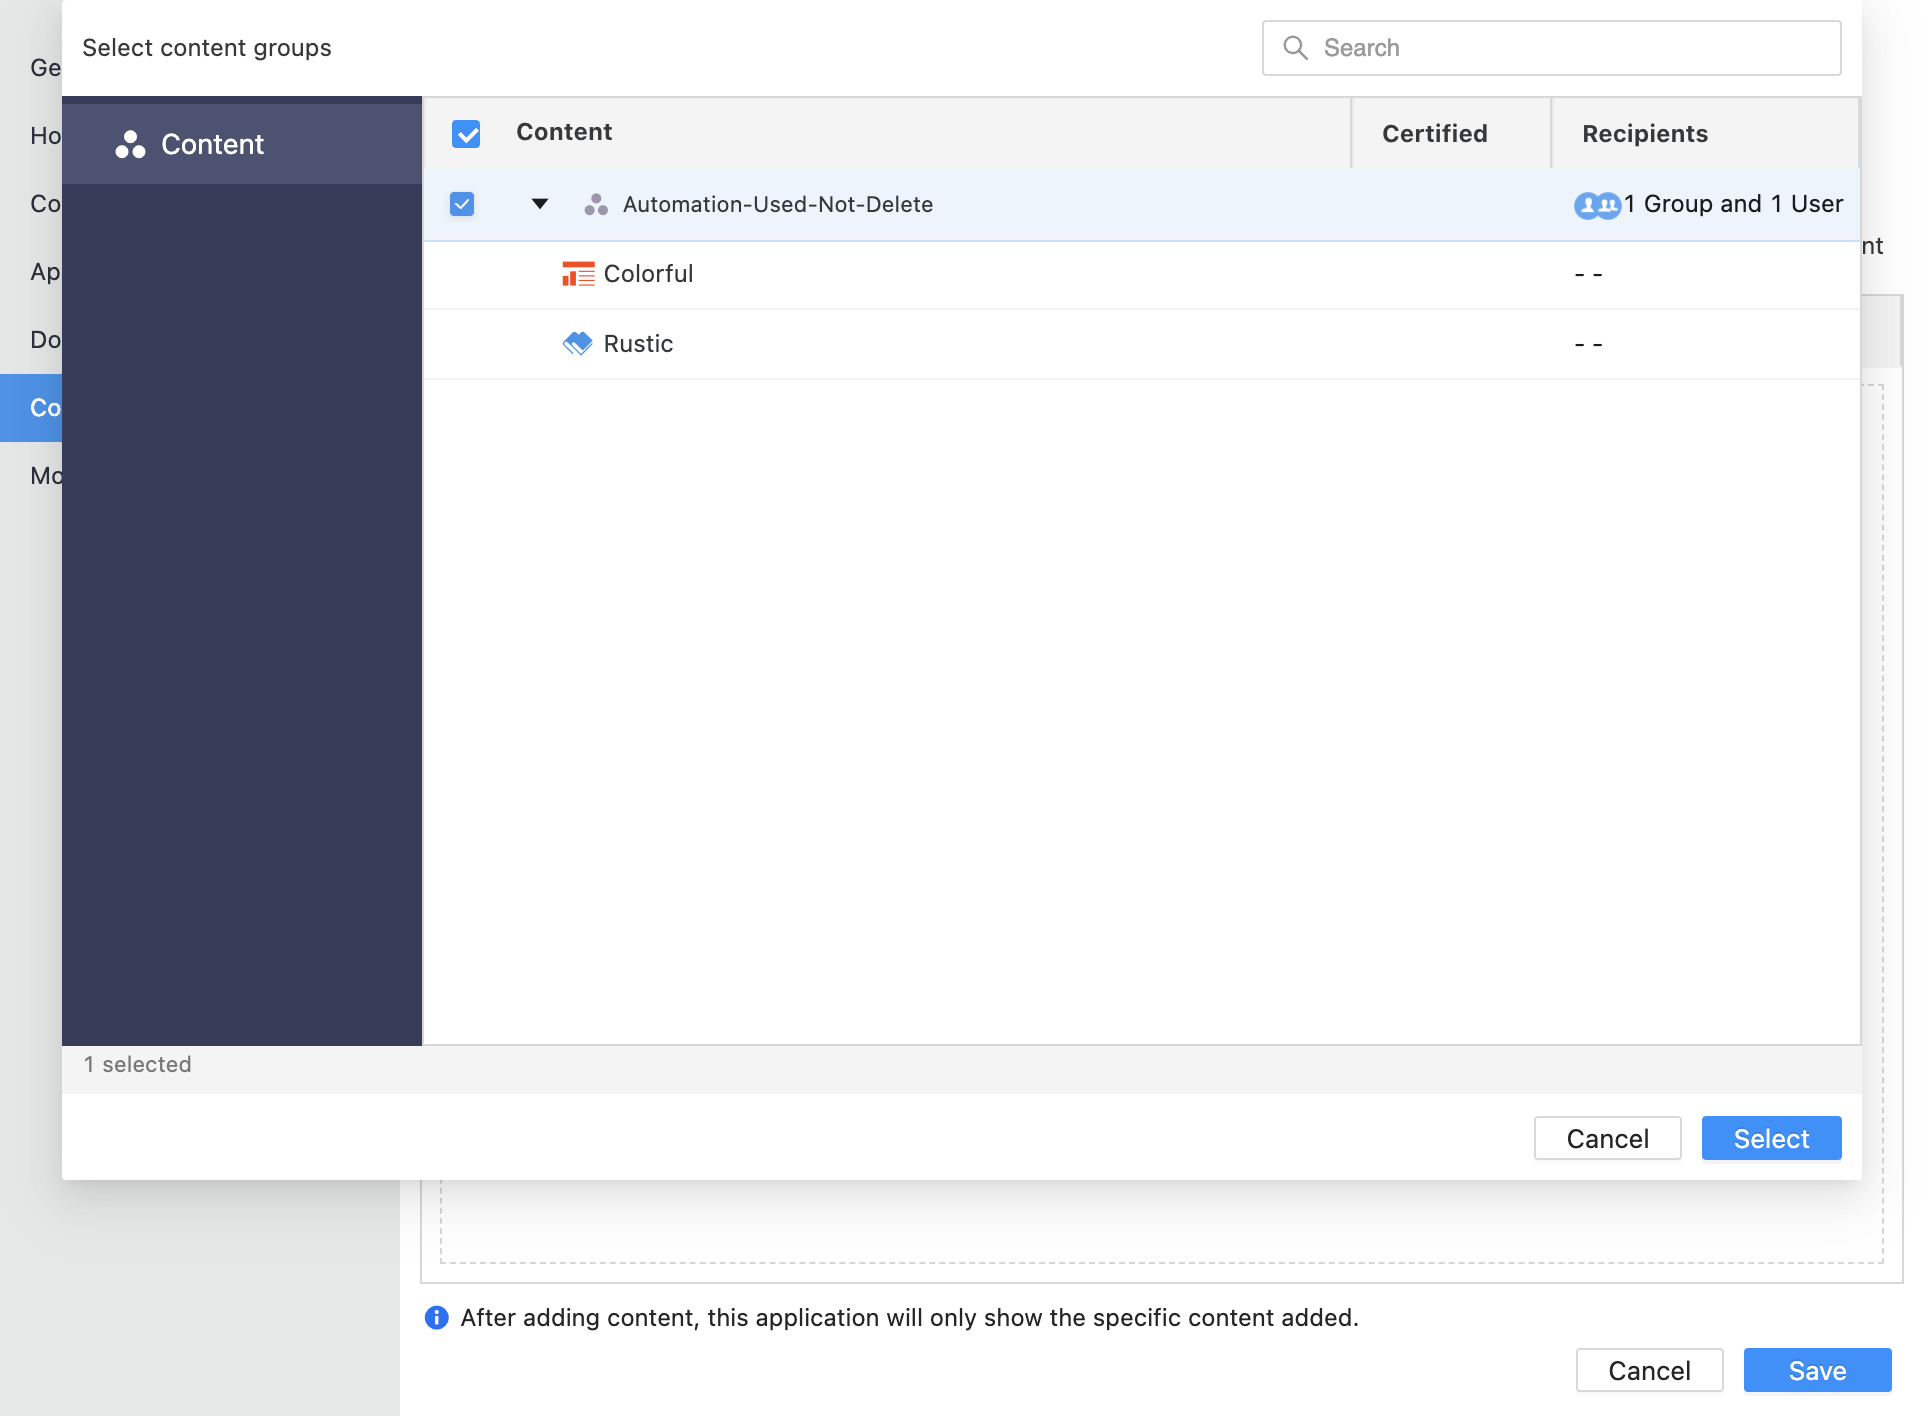 Select content groups
Search
Ge
Ho
Co
Ap
Do
Co
Mo
Content
Content
Certified
Recipients
Automation-Used-Not-Delete
1 Group and 1 User
nt
Colorful
- -
Rustic
- -
1 selected
Cancel
Select
After adding content, this application will only show the specific content added.
Cancel
Save